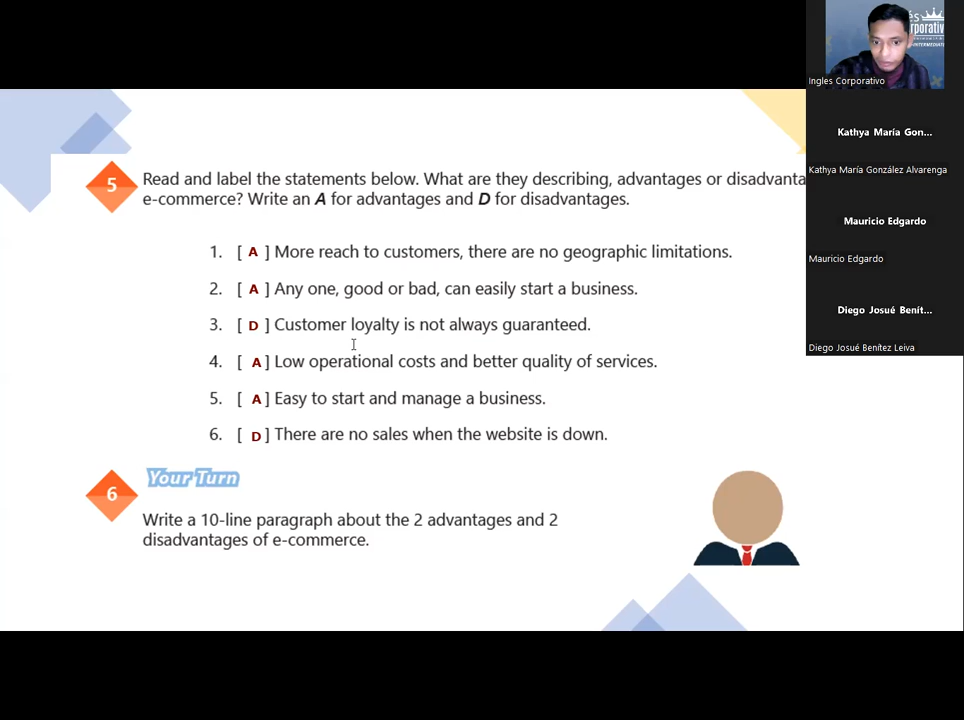 5
Read and label the statements below. What are they describing, advantages or disadvanta
e-commerce? Write an A for advantages and D for disadvantages.
1. [ A ] More reach to customers, there are no geographic limitations.
2. [ A ] Any one, good or bad, can easily start a business.
3. [ D ] Customer loyalty is not always guaranteed.
4. [ A ] Low operational costs and better quality of services.
5. [ A ] Easy to start and manage a business.
6. [ D ] There are no sales when the website is down.
6
Your Turn
Write a 10-line paragraph about the 2 advantages and 2
disadvantages of e-commerce.
Ingles Corporativo
Kathya María Gon...
Kathya María González Alvarenga
Mauricio Edgardo
Mauricio Edgardo
Diego Josué Benít...
Diego Josué Benítez Leiva